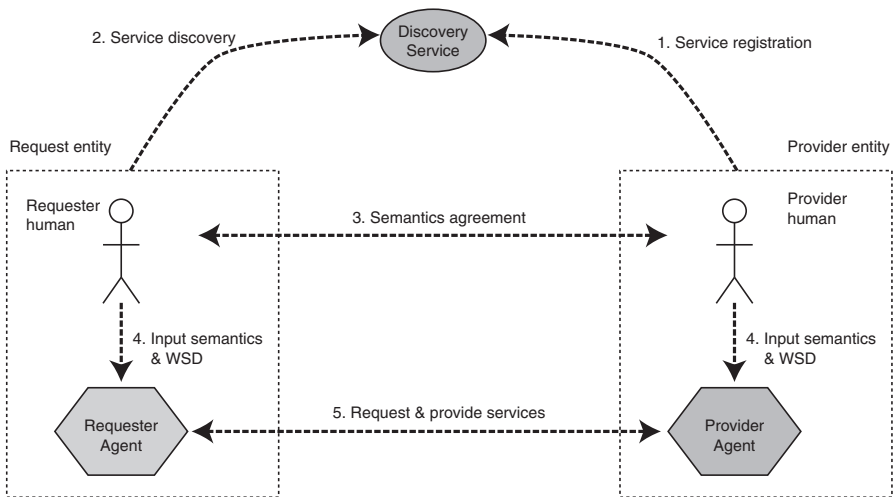 2. Service discovery
Discovery
Service
1. Service registration
Request entity
Provider entity
Requester
human
3. Semantics agreement
Provider
human
4. Input semantics
& WSD
4. Input semantics
& WSD
Requester
Agent
5. Request & provide services
Provider
Agent